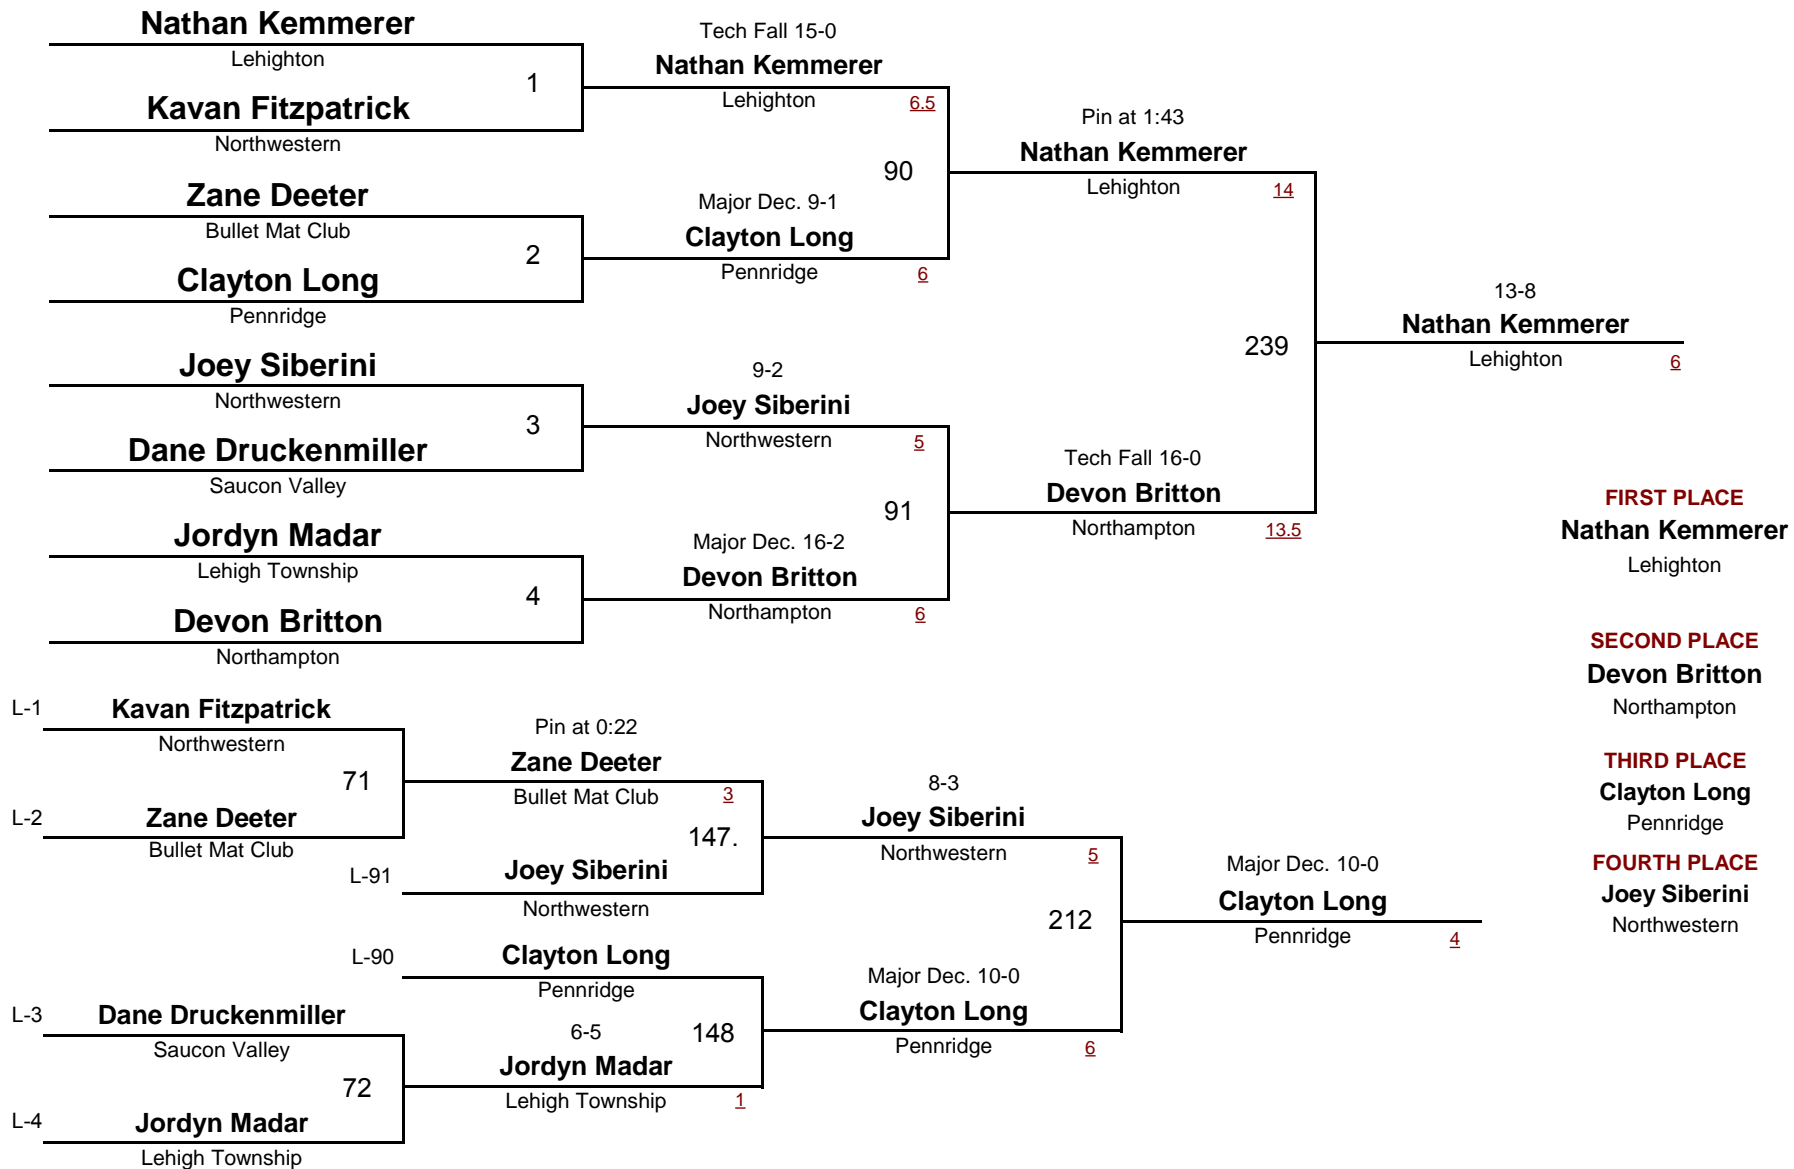 Nathan Kemmerer
Lehighton
1
Kavan Fitzpatrick
Northwestern
Zane Deeter
Bullet Mat Club
2
Clayton Long
Pennridge
Joey Siberini
Northwestern
3
Dane Druckenmiller
Saucon Valley
Jordyn Madar
Lehigh Township
4
Devon Britton
Northampton
Tech Fall 15-0
Nathan Kemmerer
Lehighton
6.5
90
Major Dec. 9-1
Clayton Long
Pennridge
6
9-2
Joey Siberini
Northwestern
5
91
Major Dec. 16-2
Devon Britton
Northampton
6
Pin at 1:43
Nathan Kemmerer
Lehighton
14
239
Tech Fall 16-0
Devon Britton
Northampton
13.5
13-8
Nathan Kemmerer
Lehighton
6
FIRST PLACE
Nathan Kemmerer
Lehighton
SECOND PLACE
Devon Britton
Northampton
THIRD PLACE
Clayton Long
Pennridge
FOURTH PLACE
Joey Siberini
Northwestern
L-1
Kavan Fitzpatrick
Northwestern
71
L-2
Zane Deeter
Bullet Mat Club
Pin at 0:22
Zane Deeter
Bullet Mat Club
3
147.
L-91
Joey Siberini
Northwestern
L-90
Clayton Long
Pennridge
148
L-3
Dane Druckenmiller
Saucon Valley
72
L-4
Jordyn Madar
Lehigh Township
6-5
Jordyn Madar
Lehigh Township
1
8-3
Joey Siberini
Northwestern
5
212
Major Dec. 10-0
Clayton Long
Pennridge
6
Major Dec. 10-0
Clayton Long
Pennridge
4